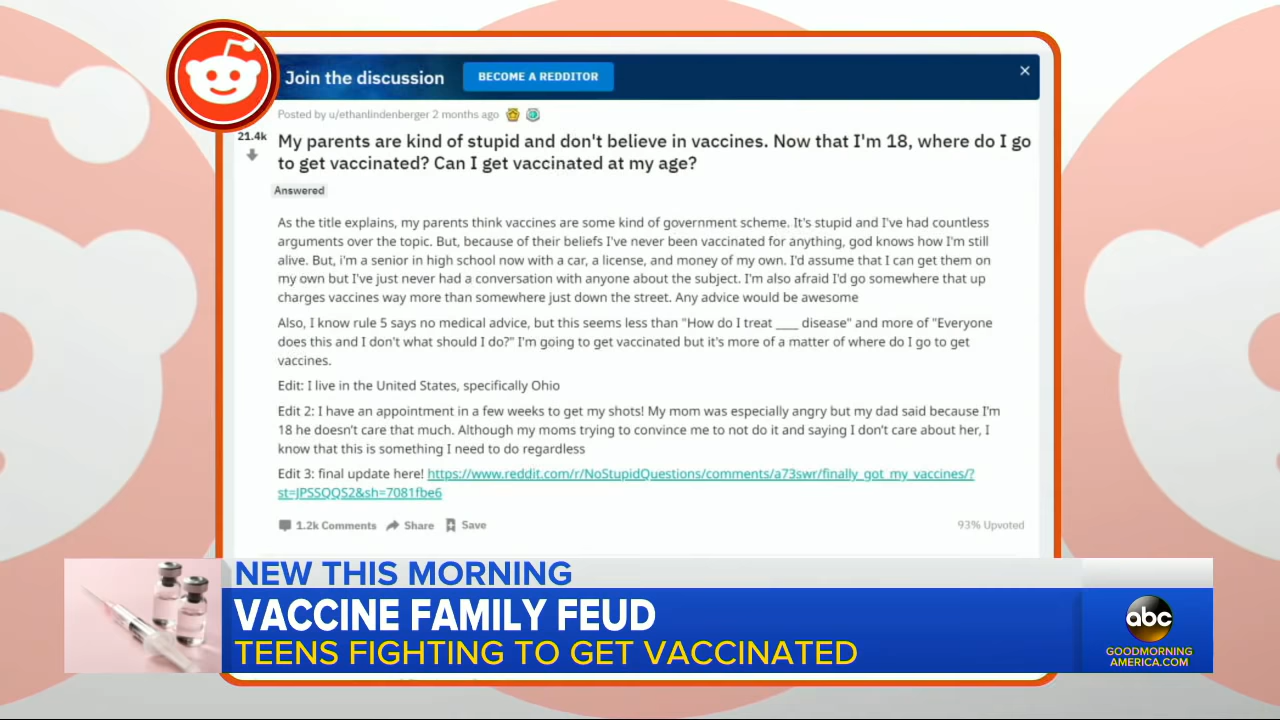 Join the discussion
BECOME A REDDITOR
Posted by u/ethanlindenberger 2 months ago
21.4k
My parents are kind of stupid and don't believe in vaccines. Now that I'm 18, where do I go
to get vaccinated? Can I get vaccinated at my age?
Answered
As the title explains, my parents think vaccines are some kind of government scheme. It's stupid and I've had countless
arguments over the topic. But, because of their beliefs I've never been vaccinated for anything, god knows how I'm still
alive. But, i'm a senior in high school now with a car, a license, and money of my own. I'd assume that I can get them on
my own but I've just never had a conversation with anyone about the subject. I'm also afraid I'd go somewhere that up
charges vaccines way more than somewhere just down the street. Any advice would be awesome
Also, I know rule 5 says no medical advice, but this seems less than "How do I treat ____ disease" and more of "Everyone
does this and I don't what should I do?" I'm going to get vaccinated but it's more of a matter of where do I go to get
vaccines.
Edit: I live in the United States, specifically Ohio
Edit 2: I have an appointment in a few weeks to get my shots! My mom was especially angry but my dad said because I'm
18 he doesn't care that much. Although my moms trying to convince me to not do it and saying I don't care about her, I
know that this is something I need to do regardless
Edit 3: final update here! https://www.reddit.com/r/NoStupidQuestions/comments/a73swr/finally_got_my_vaccines/?
st=JPSSQQS2&sh=7081fbe6
1.2k Comments Share Save
93% Upvoted
NEW THIS MORNING
VACCINE FAMILY FEUD
TEENS FIGHTING TO GET VACCINATED
abc
GOODMORNING
AMERICA.COM